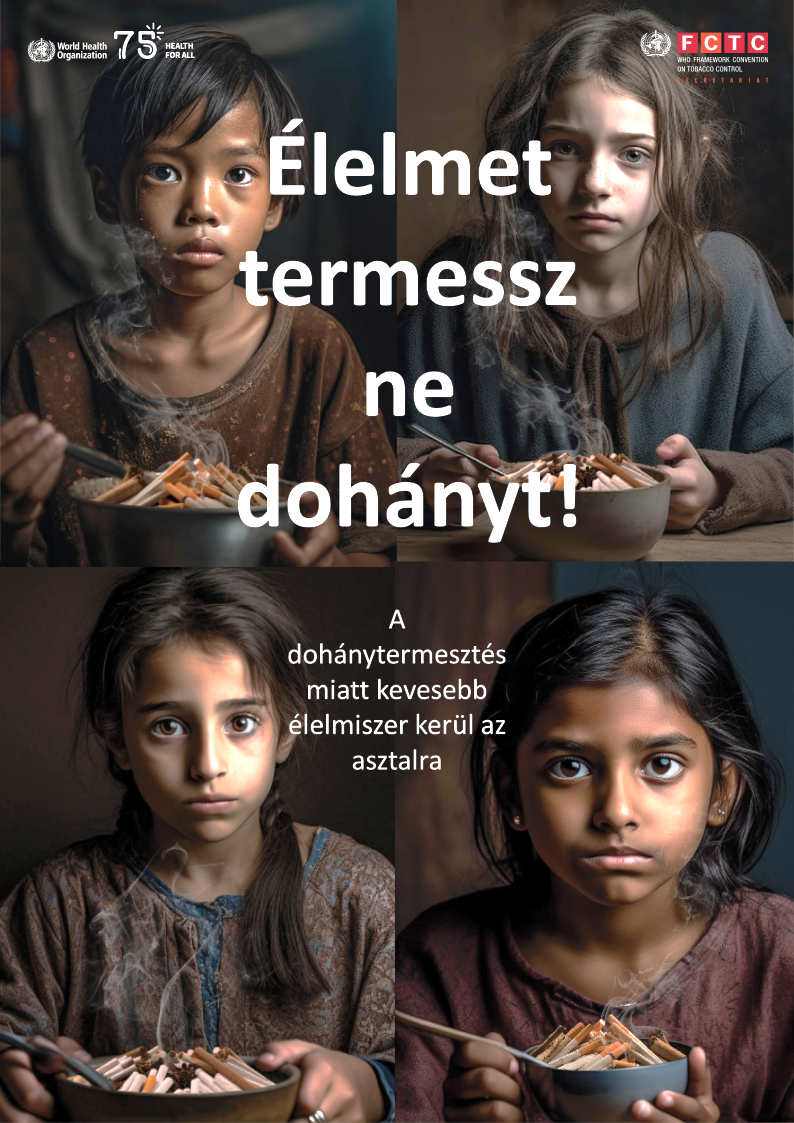 World Health
Organization
75
HEALTH
FOR ALL
FCTC
WHO FRAMEWORK CONVENTION
ON TOBACCO CONTROL
SECRETARIAT
Élelmet
termessz
ne
dohányt!
A
dohánytermesztés
miatt kevesebb
élelmiszer kerül az
asztalra